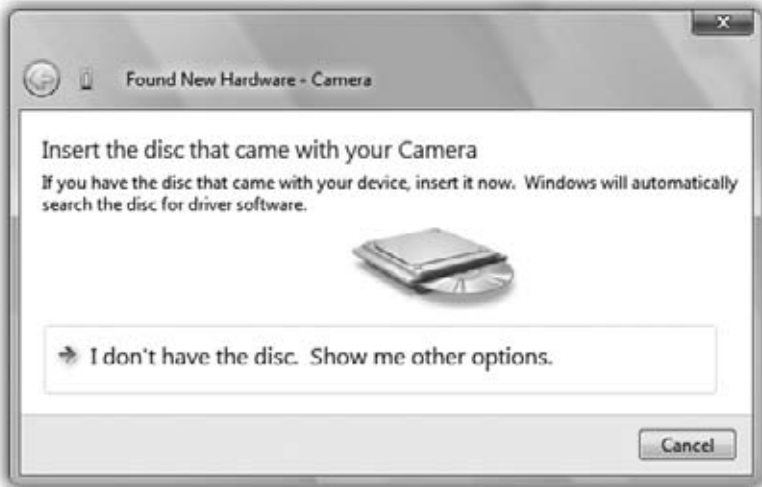 Found New Hardware - Camera
Insert the disc that came with your Camera
If you have the disc that came with your device, insert it now. Windows will automatically
search the disc for driver software.
I don't have the disc. Show me other options.
Cancel